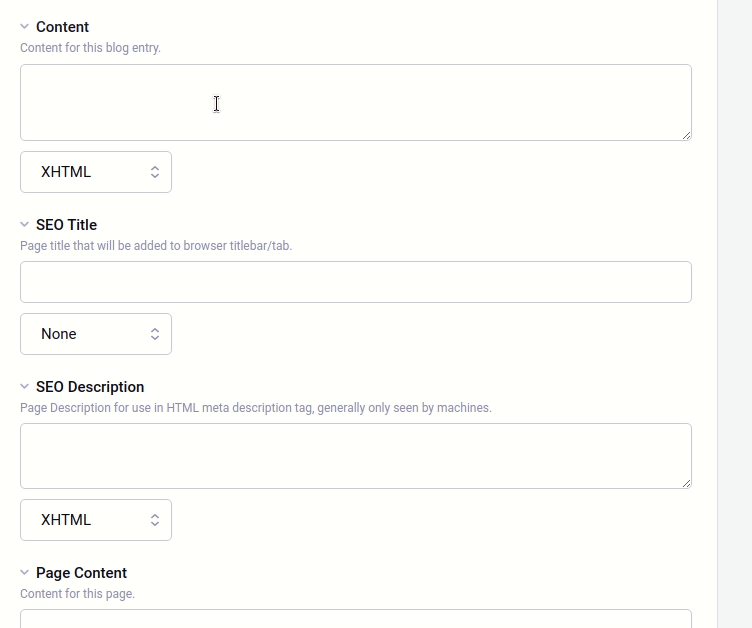 Content
Content for this blog entry.
XHTML
SEO Title
Page title that will be added to browser titlebar/tab.
None
SEO Description
Page Description for use in HTML meta description tag, generally only seen by machines.
XHTML
Page Content
Content for this page.